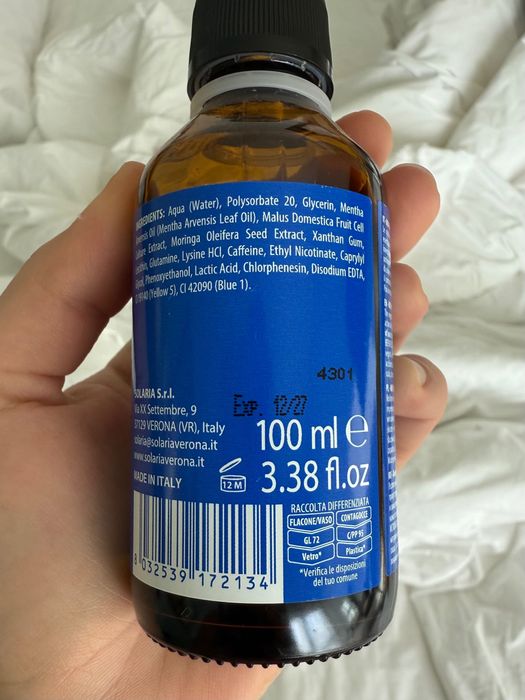 INGREDIENTS: Aqua (Water), Polysorbate 20, Glycerin, Mentha
Arvensis Leaf Oil), Malus Domestica Fruit Cell
Extract, Moringa Oleifera Seed Extract, Xanthan Gum,
Glutamine, Lysine HCl, Caffeine, Ethyl Nicotinate, Caprylyl
Phenoxyethanol, Lactic Acid, Chlorphenesin, Disodium EDTA,
(Yellow 5), CI 42090 (Blue 1).
4301
Exp. 12/27
SOLARIA S.r.l.
Via XX Settembre, 9
37129 VERONA (VR), Italy
solaria@solariaverona.it
www.solariaverona.it
MADE IN ITALY
12M
100 ml e
3.38 fl.oz
RACCOLTA DIFFERENZIATA
FLACONE/VASO CONTAGOCCE
GL 72 C/PP 95
Vetro* Plastica*
*Verifica le disposizioni
del tuo comune
8 032539 172134